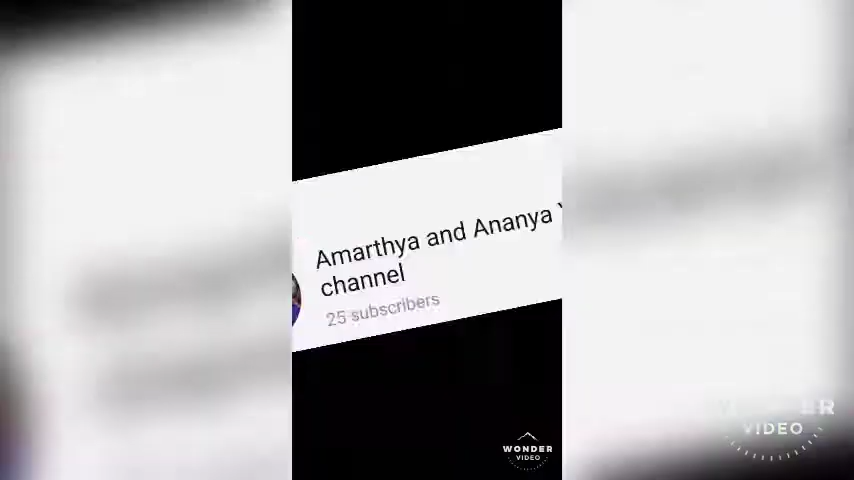 Amarthya and Ananya
channel
25 subscribers
WONDER
VIDEO
VIDEO